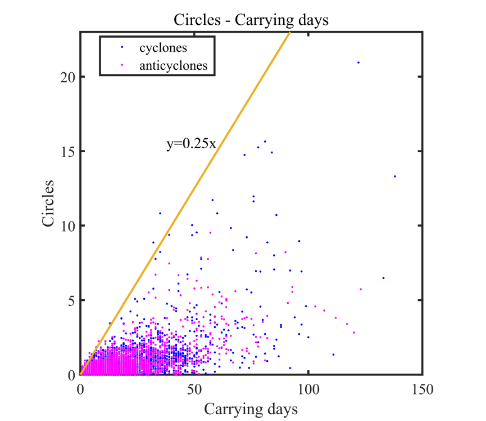 Circles - Carrying days
cyclones
anticyclones
20
y=0.25x
15
10
5
0
Circles
0 50 100 150
Carrying days